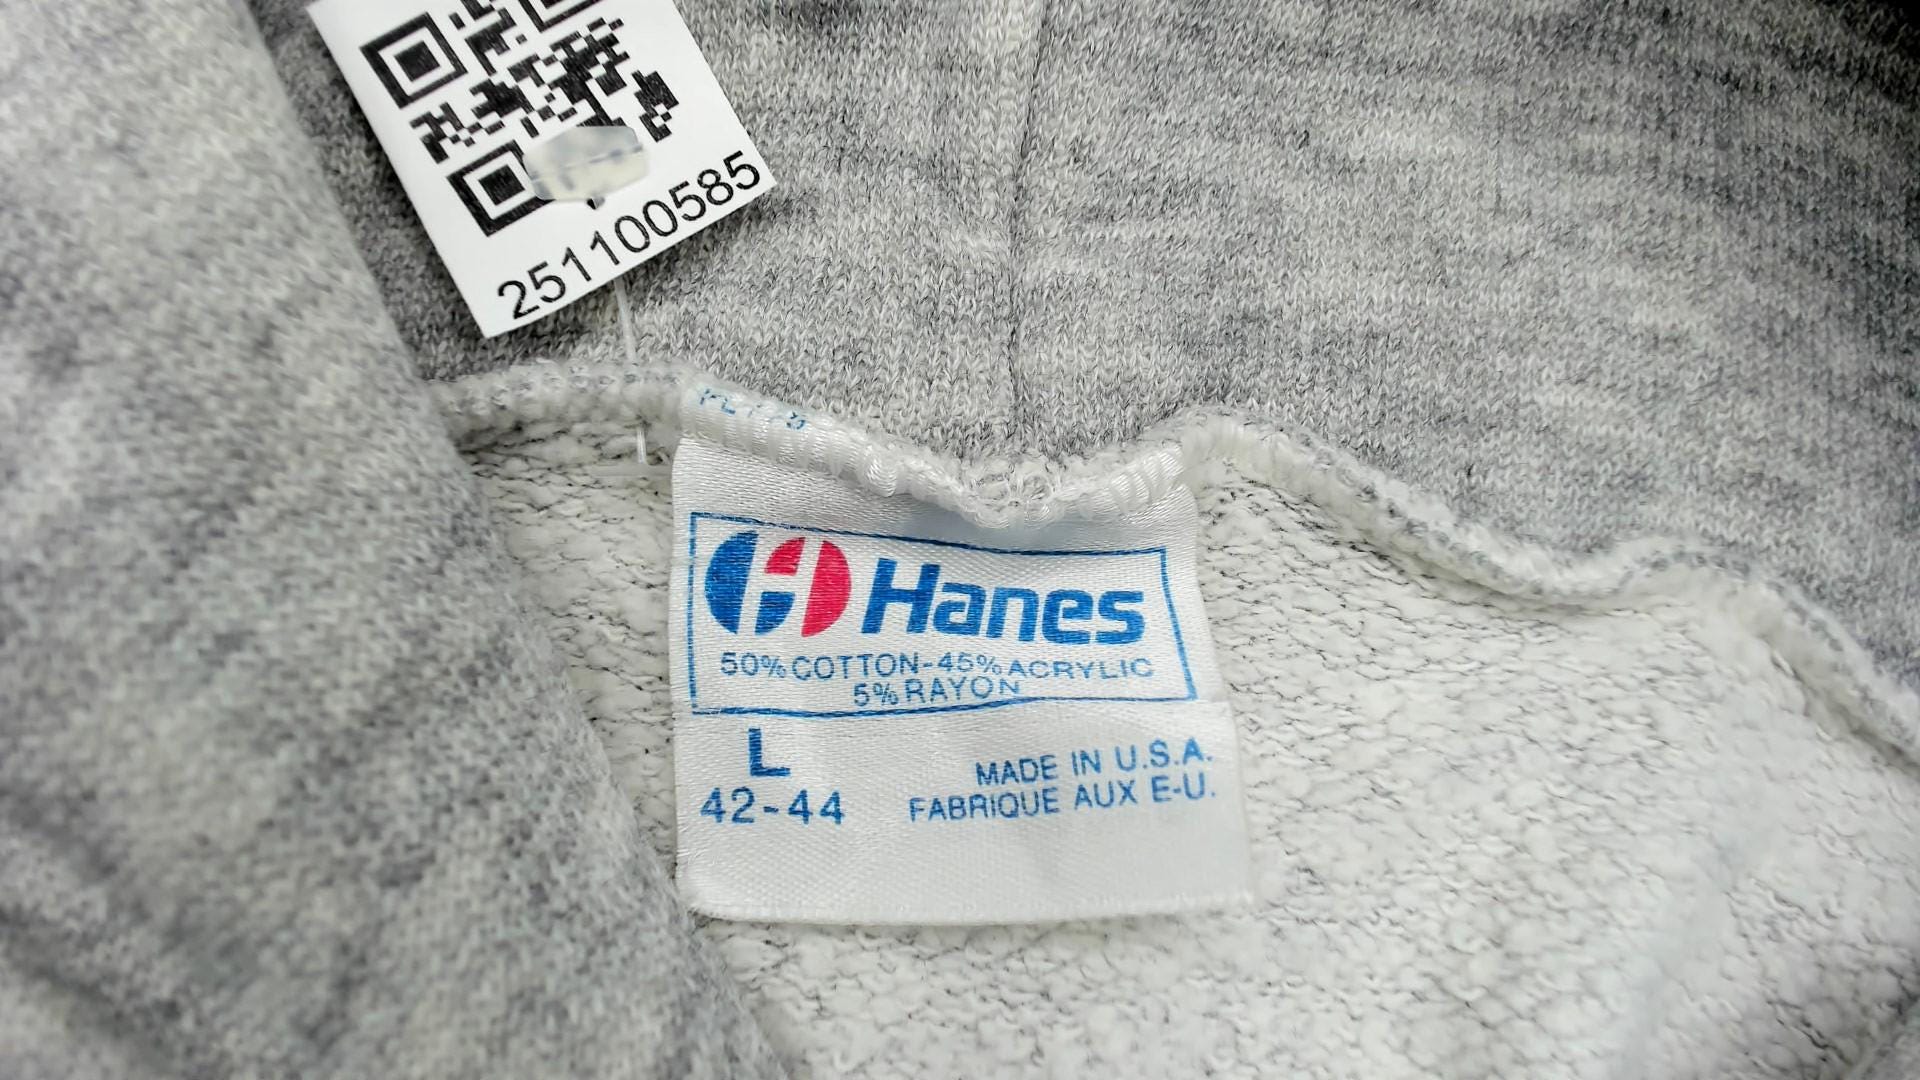 251100585
Hanes
50% COTTON-45% ACRYLIC
5% RAYON
L
42-44
MADE IN U.S.A.
FABRIQUE AUX E-U.